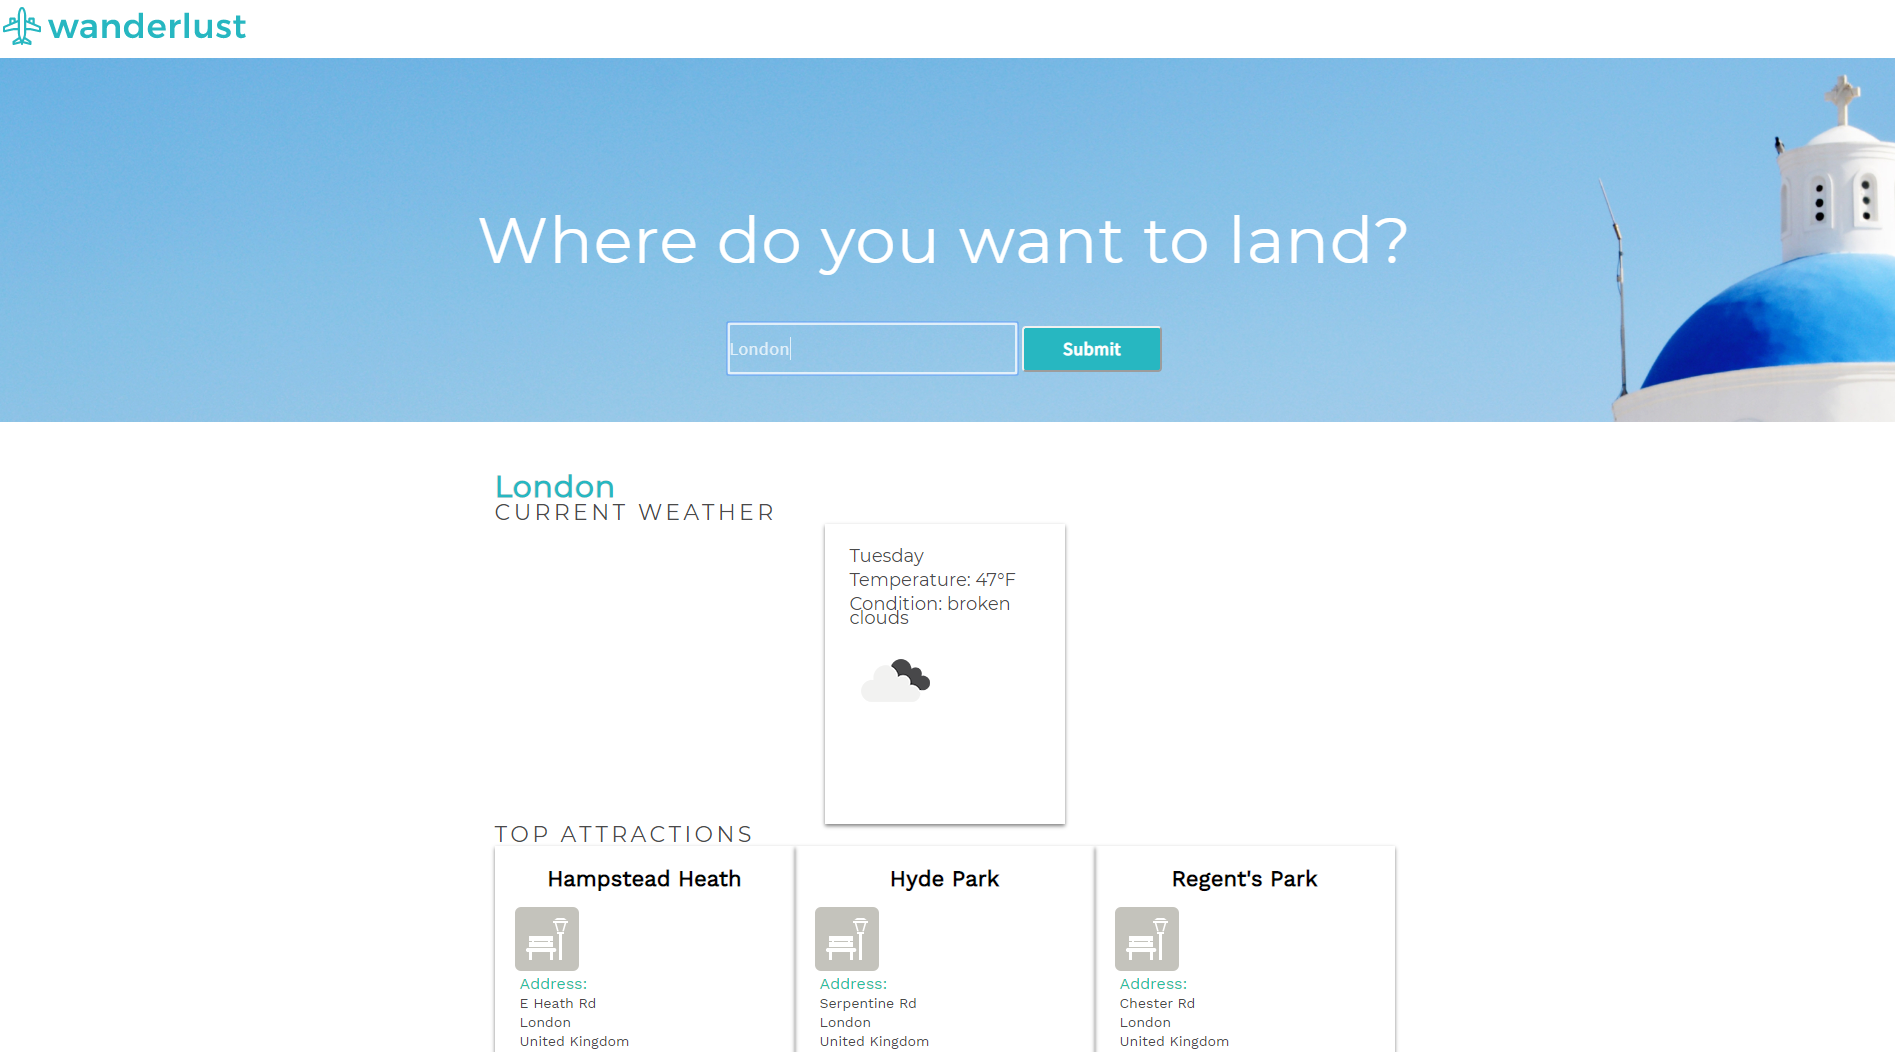 wanderlust
Where do you want to land?
London
Submit
London
CURRENT WEATHER
Tuesday
Temperature: 47°F
Condition: broken
clouds
TOP ATTRACTIONS
Hampstead Heath
Address:
E Heath Rd
London
United Kingdom
Hyde Park
Address:
Serpentine Rd
London
United Kingdom
Regent's Park
Address:
Chester Rd
London
United Kingdom